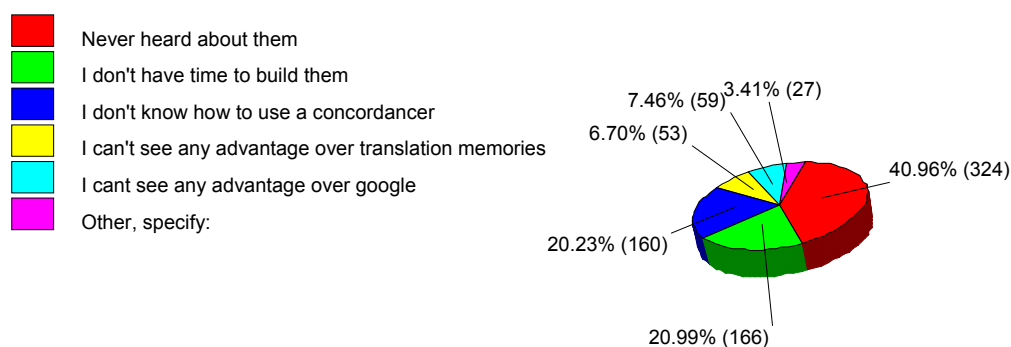 Never heard about them
I don't have time to build them
I don't know how to use a concordancer
I can't see any advantage over translation memories
I cant see any advantage over google
Other, specify:
3.41% (27)
7.46% (59)
6.70% (53)
40.96% (324)
20.23% (160)
20.99% (166)